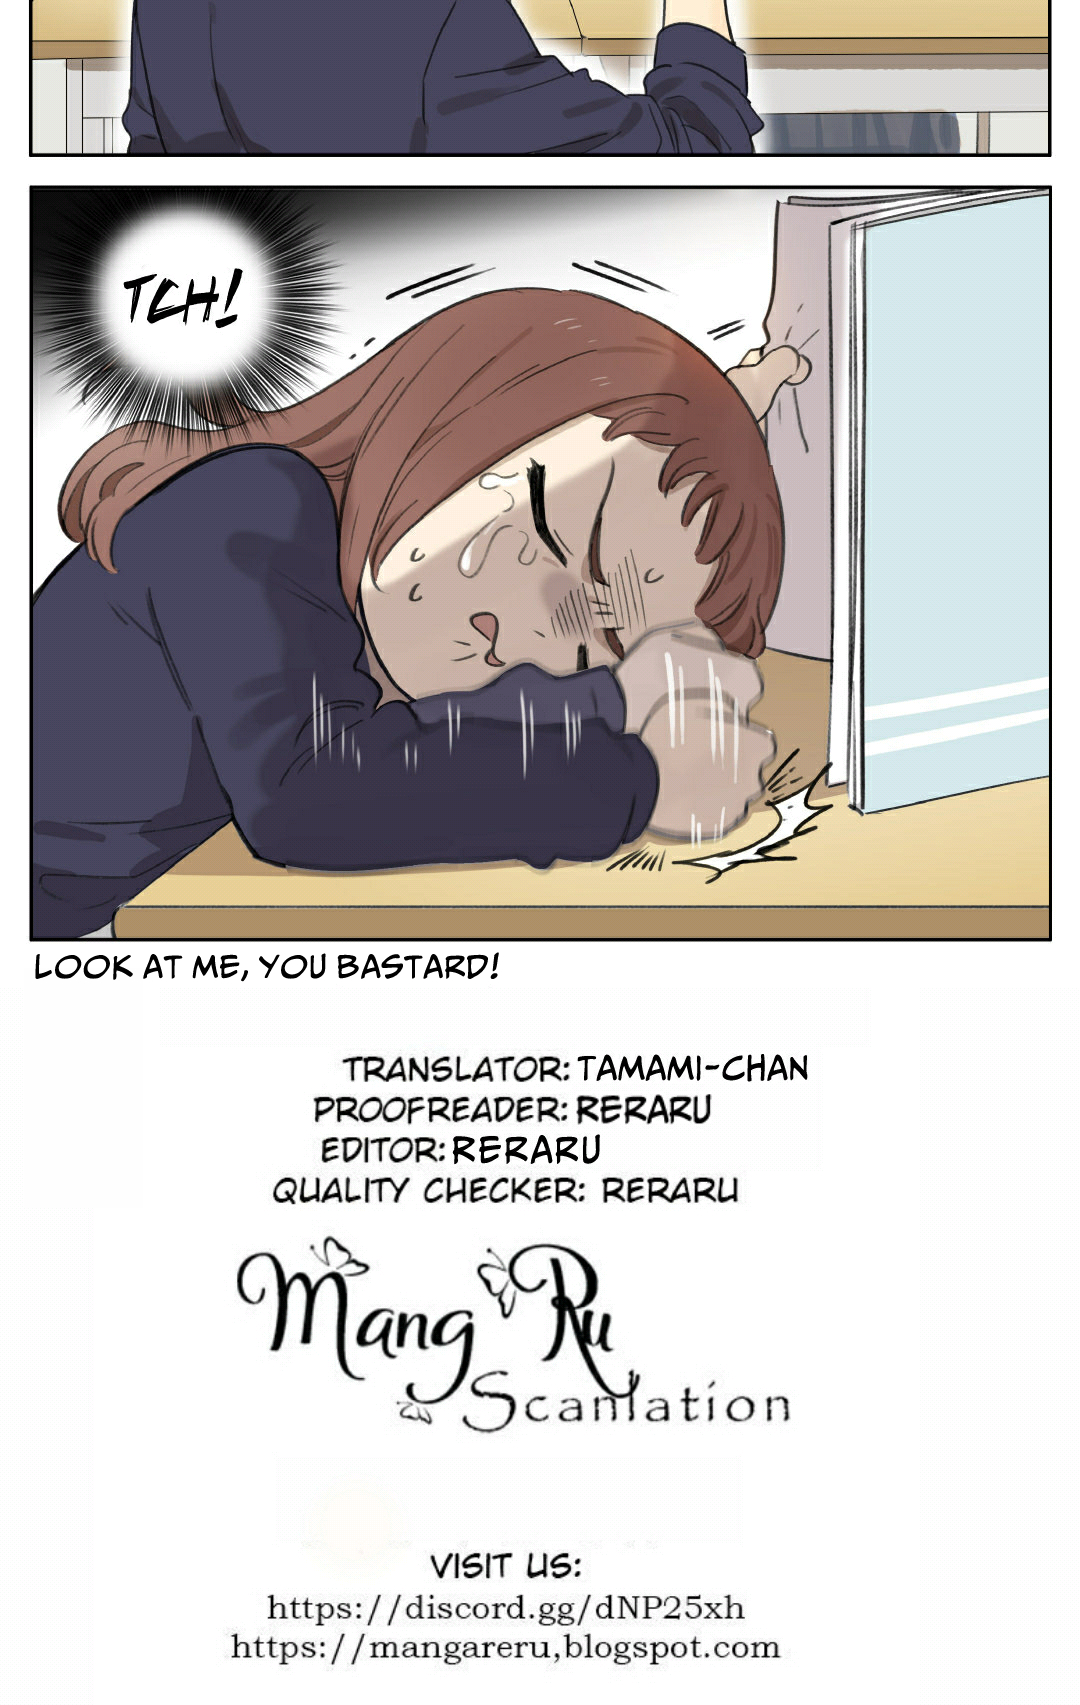 TCH!
LOOK AT ME, YOU BASTARD!
TRANSLATOR: TAMAMI-CHAN
PROOFREADER: RERARU
EDITOR: RERARU
QUALITY CHECKER: RERARU
Mang Ru
Scanlation
VISIT US:
https://discord.gg/dNP25xh
https://mangareru,blogspot.com